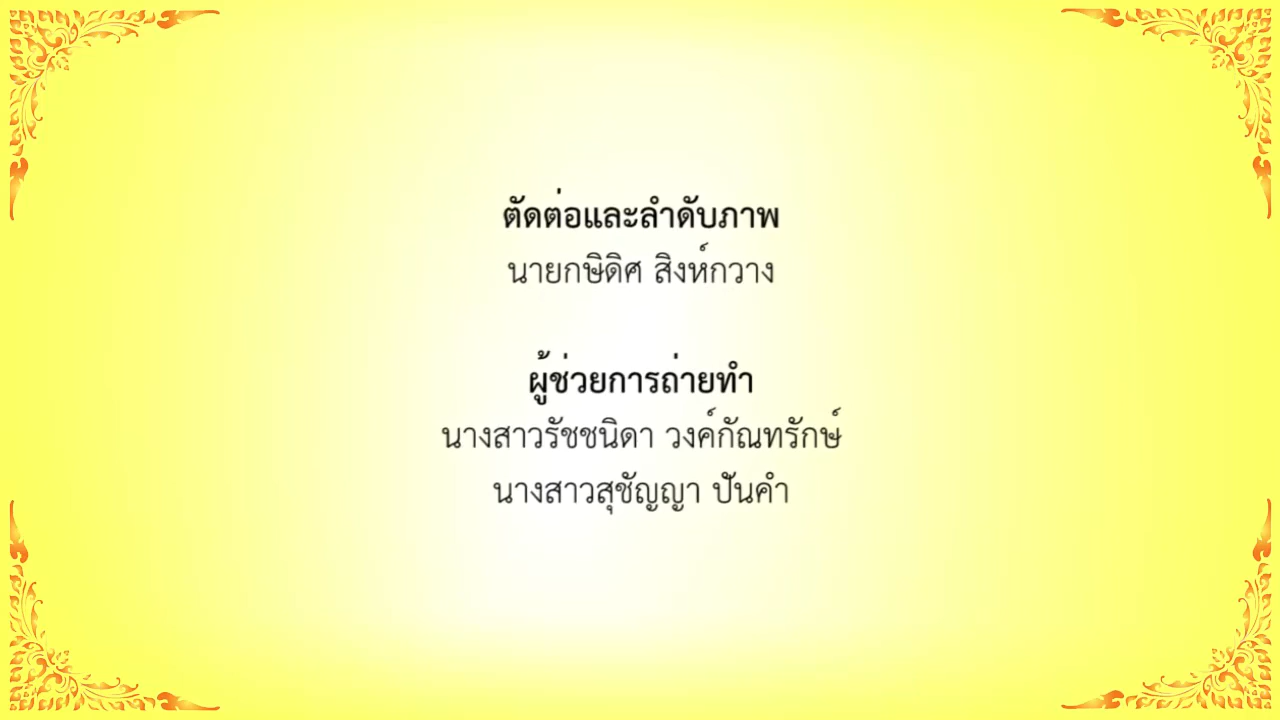 ตัดต่อและลำดับภาพ
นายกษิดิศ สิงห์กวาง
ผู้ช่วยการถ่ายทำ
นางสาวรัชชนิดา วงค์กัณทรักษ์
นางสาวสุชัญญา ปันคำ